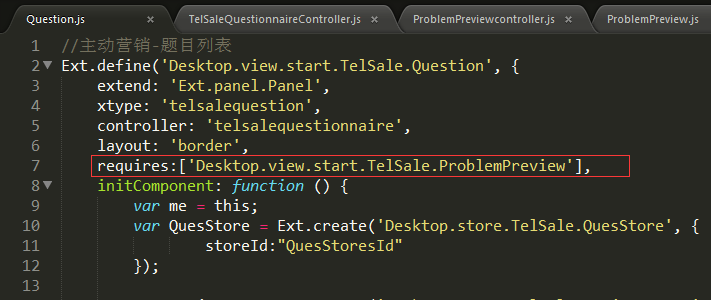 Question.js × TelSaleQuestionnaireController.js × ProblemPreviewcontroller.js × ProblemPreview.js
1 //主动营销-题目列表
2 Ext.define('Desktop.view.start.TelSale.Question', {
3 extend: 'Ext.panel.Panel',
4 xtype: 'telsalequestion',
5 controller: 'telsalequestionnaire',
6 layout: 'border',
7 requires:['Desktop.view.start.TelSale.ProblemPreview'],
8 initComponent: function () {
9 var me = this;
10 var QuesStore = Ext.create('Desktop.store.TelSale.QuesStore', {
11 storeId:"QuesStoresId"
12 });
13